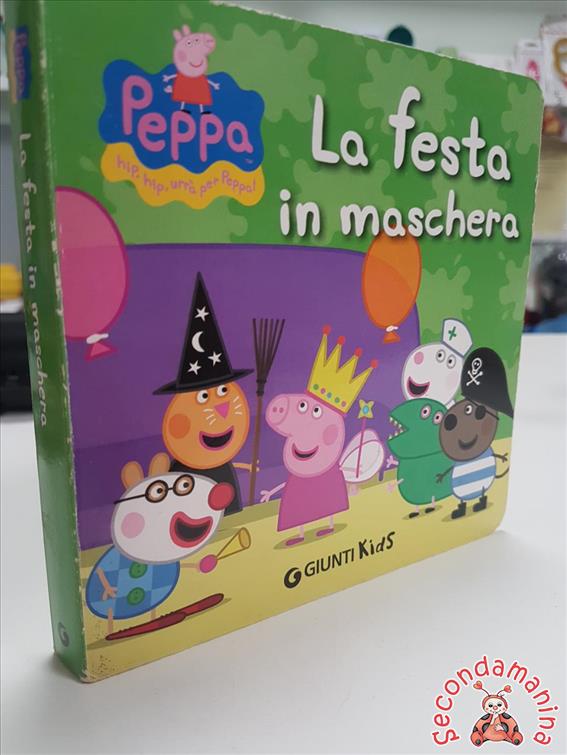 Peppa
hip, hip, urrà per Peppa!
La festa
in maschera
La festa in maschera
GIUNTI Kids
Secondamanina